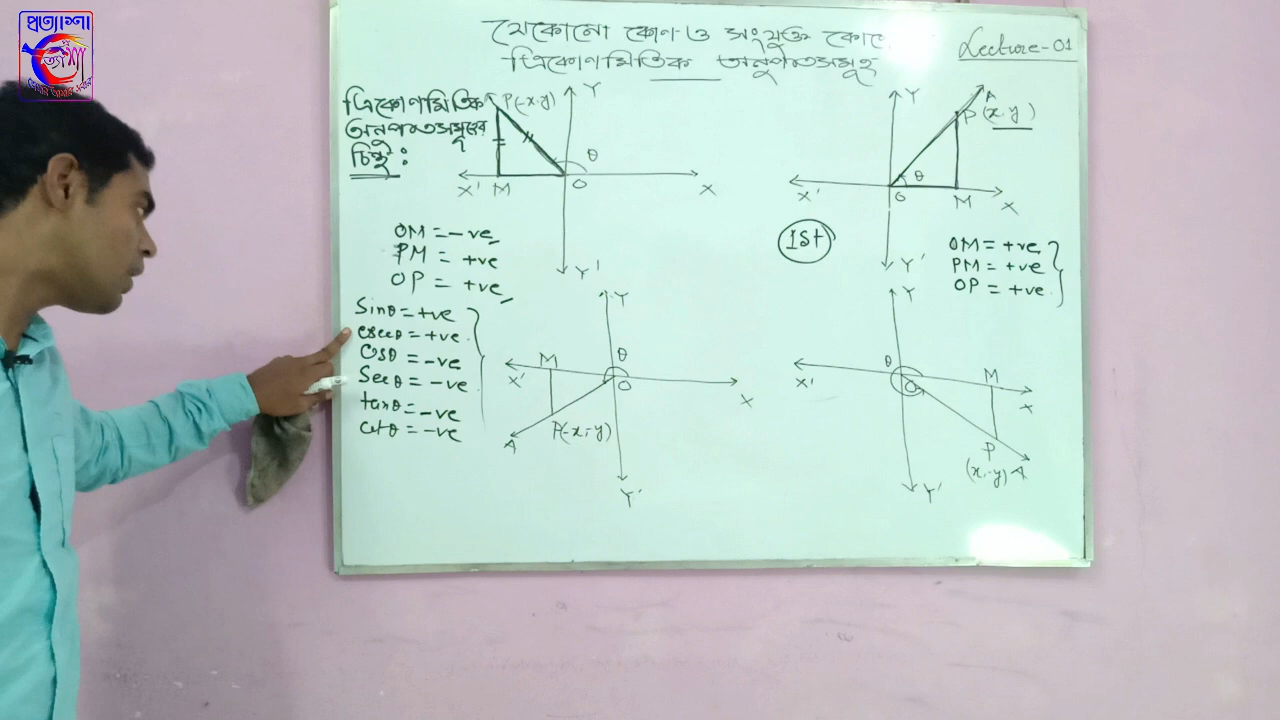 প্রত্যাশা
যেকোনো কোণ ও সংযুক্ত কোণে
ত্রিকোণমিতিক অনুপাতসমূহ
Lecture-01
ত্রিকোণমিতিক
অনুপাতসমূহের
চিহ্ন:
P(-x,y)
Y
θ
X'
M
O
X
Y'
OM = -ve
PM = +ve
OP = +ve
Sinθ = +ve
cosecθ = +ve
cosθ = -ve
Secθ = -ve
tanθ = -ve
cotθ = -ve
Y
A
P(x,y)
θ
X'
O
M
X
Y'
1st
OM = +ve
PM = +ve
OP = +ve
Y
θ
M
X'
O
X
A
P(-x,-y)
Y'
Y
θ
X'
O
M
X
P
(x,-y) A
Y'